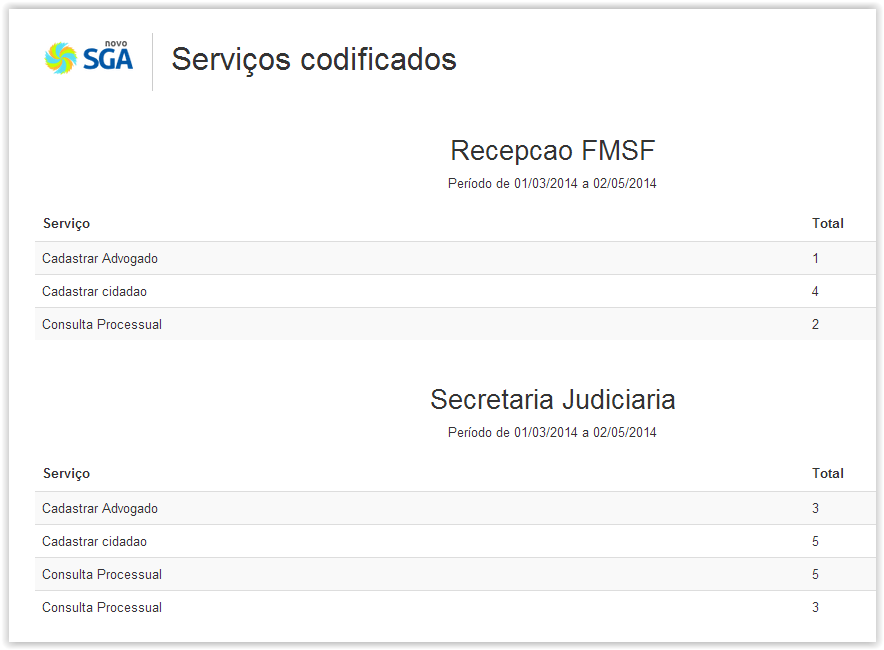 novo
SGA
Serviços codificados
Recepcao FMSF
Período de 01/03/2014 a 02/05/2014
Serviço Total
Cadastrar Advogado 1
Cadastrar cidadao 4
Consulta Processual 2
Secretaria Judiciaria
Período de 01/03/2014 a 02/05/2014
Serviço Total
Cadastrar Advogado 3
Cadastrar cidadao 5
Consulta Processual 5
Consulta Processual 3